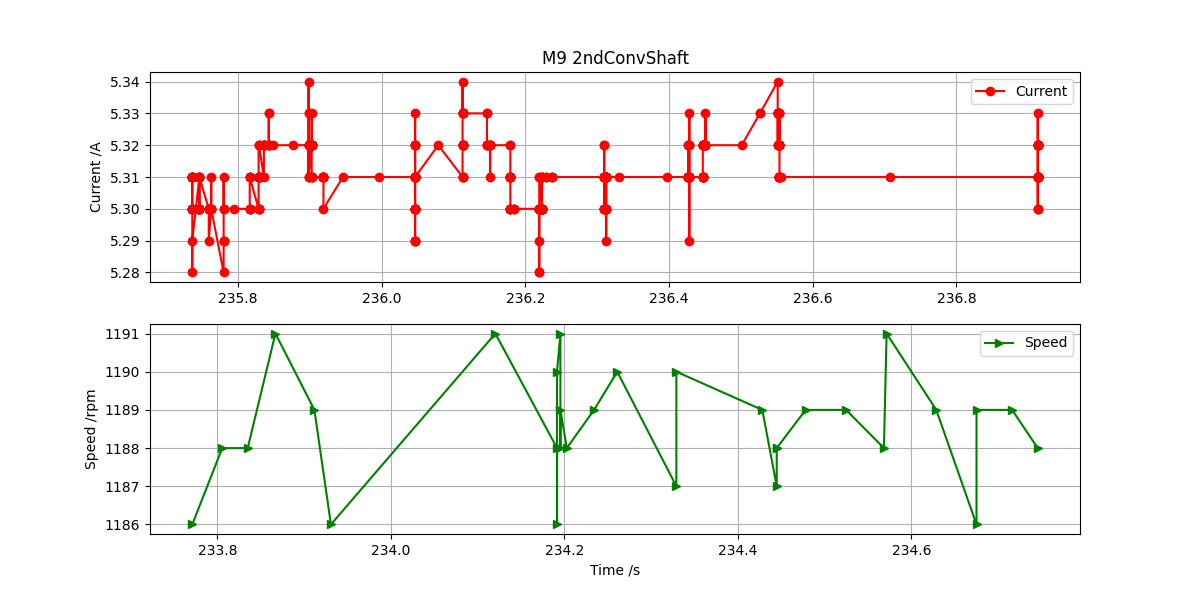 M9 2ndConvShaft
Current /A
5.34
5.33
5.32
5.31
5.30
5.29
5.28
Current
235.8 236.0 236.2 236.4 236.6 236.8
Speed /rpm
1191
1190
1189
1188
1187
1186
Speed
233.8 234.0 234.2 234.4 234.6
Time /s